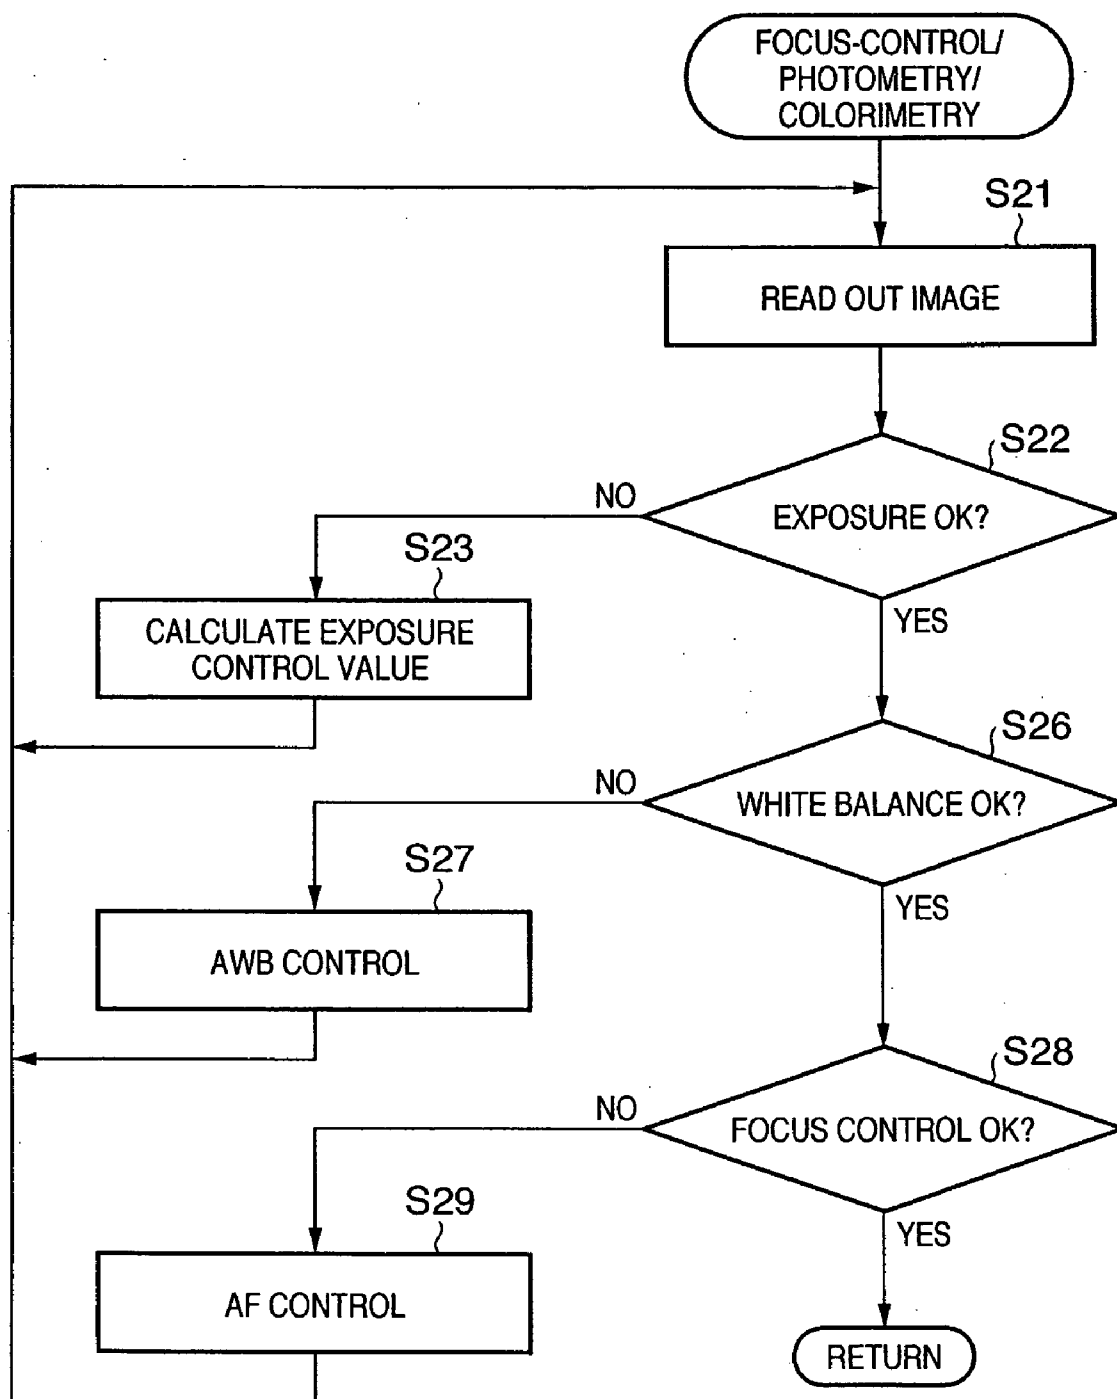 FOCUS-CONTROL/
PHOTOMETRY/
COLORIMETRY
S21
READ OUT IMAGE
S22
EXPOSURE OK?
NO
YES
S23
CALCULATE EXPOSURE
CONTROL VALUE
S26
WHITE BALANCE OK?
NO
YES
S27
AWB CONTROL
S28
FOCUS CONTROL OK?
NO
YES
S29
AF CONTROL
RETURN